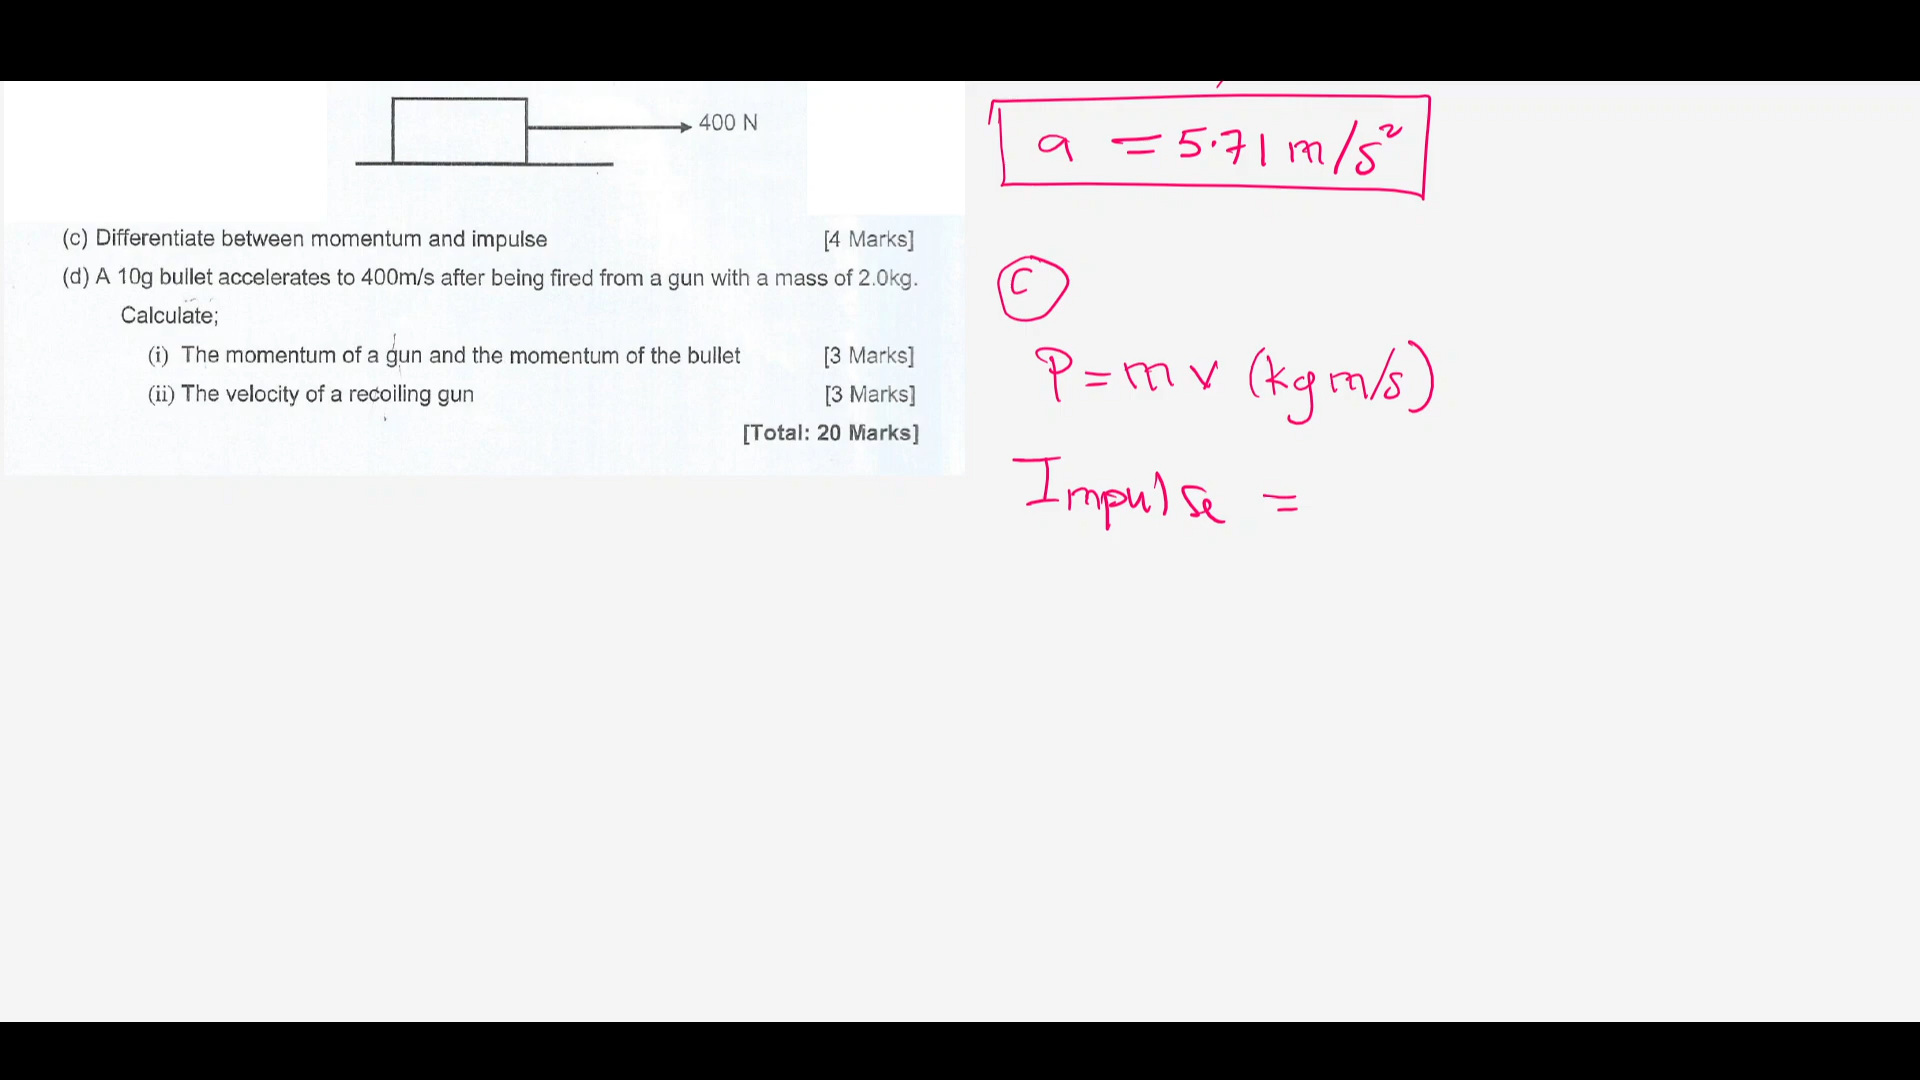 400 N
(c) Differentiate between momentum and impulse [4 Marks]
(d) A 10g bullet accelerates to 400m/s after being fired from a gun with a mass of 2.0kg.
Calculate;
(i) The momentum of a gun and the momentum of the bullet [3 Marks]
(ii) The velocity of a recoiling gun [3 Marks]
[Total: 20 Marks]
a = 5.71 m/s²
C
P = m v (kg m/s)
Impulse =